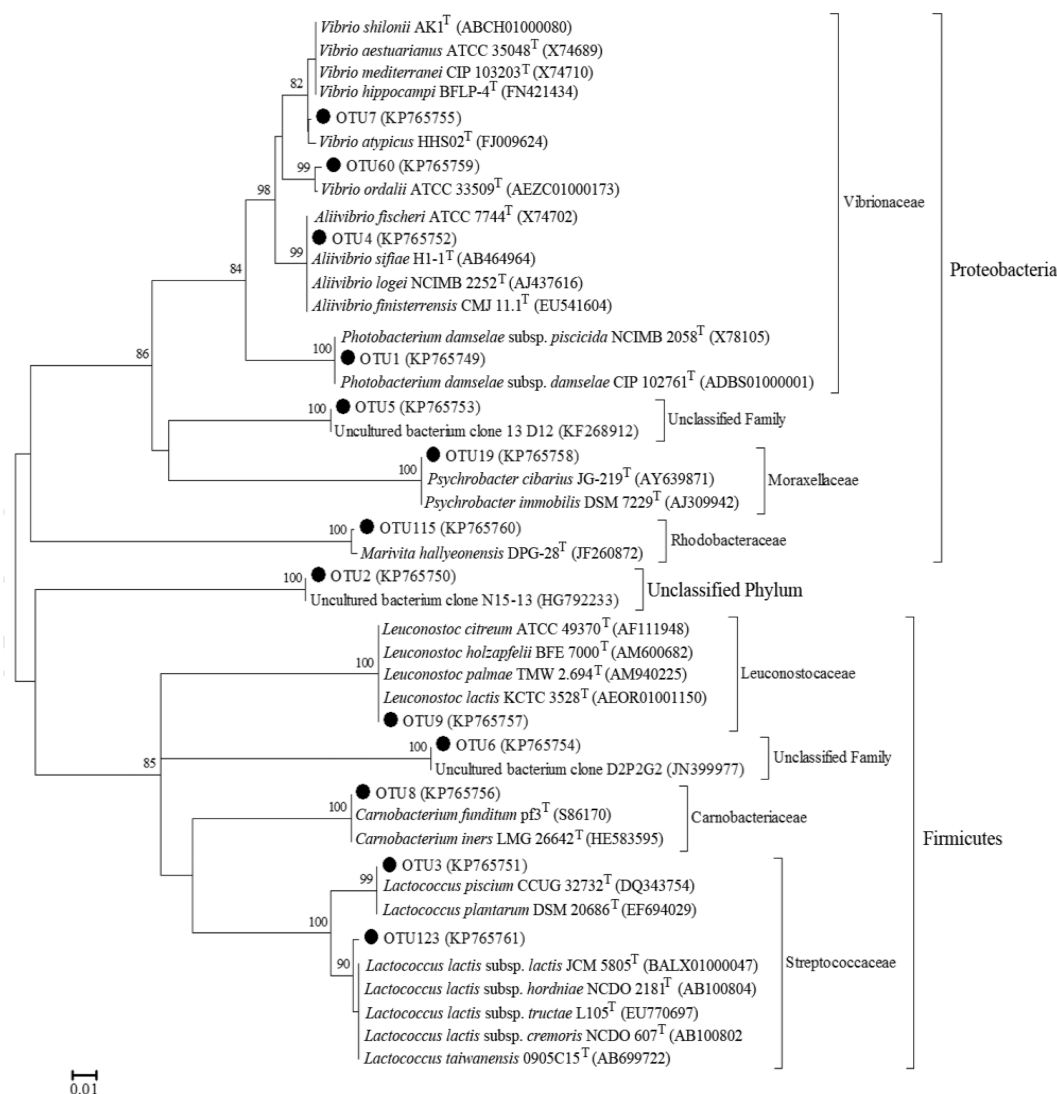 Vibrio shilonii AK1T (ABCH01000080)
Vibrio aestuarianus ATCC 35048T (X74689)
Vibrio mediterranei CIP 103203T (X74710)
82
Vibrio hippocampi BFLP-4T (FN421434)
OTU7 (KP765755)
Vibrio atypicus HHS02T (FJ009624)
99
OTU60 (KP765759)
98
Vibrio ordalii ATCC 33509T (AEZC01000173)
Vibrionaceae
Aliivibrio fischeri ATCC 7744T (X74702)
OTU4 (KP765752)
99
Aliivibrio sifiae H1-1T (AB464964)
84
Proteobacteria
Aliivibrio logei NCIMB 2252T (AJ437616)
Aliivibrio finisterrensis CMJ 11.1T (EU541604)
Photobacterium damselae subsp. piscicida NCIMB 2058T (X78105)
100
86
OTU1 (KP765749)
Photobacterium damselae subsp. damselae CIP 102761T (ADBS01000001)
100
OTU5 (KP765753)
Unclassified Family
Uncultured bacterium clone 13 D12 (KF268912)
OTU19 (KP765758)
100
Psychrobacter cibarius JG-219T (AY639871)
Moraxellaceae
Psychrobacter immobilis DSM 7229T (AJ309942)
100
OTU115 (KP765760)
Rhodobacteraceae
Marivita hallyeonensis DPG-28T (JF260872)
100
OTU2 (KP765750)
Unclassified Phylum
Uncultured bacterium clone N15-13 (HG792233)
Leuconostoc citreum ATCC 49370T (AF111948)
Leuconostoc holzapfelii BFE 7000T (AM600682)
100
Leuconostoc palmae TMW 2.694T (AM940225)
Leuconostocaceae
Leuconostoc lactis KCTC 3528T (AEOR01001150)
OTU9 (KP765757)
100
OTU6 (KP765754)
Unclassified Family
85
Uncultured bacterium clone D2P2G2 (JN399977)
OTU8 (KP765756)
100
Carnobacterium funditum pf3T (S86170)
Carnobacteriaceae
Carnobacterium iners LMG 26642T (HE583595)
Firmicutes
OTU3 (KP765751)
99
Lactococcus piscium CCUG 32732T (DQ343754)
Lactococcus plantarum DSM 20686T (EF694029)
100
OTU123 (KP765761)
90
Lactococcus lactis subsp. lactis JCM 5805T (BALX01000047)
Streptococcaceae
Lactococcus lactis subsp. hordniae NCDO 2181T (AB100804)
Lactococcus lactis subsp. tructae L105T (EU770697)
Lactococcus lactis subsp. cremoris NCDO 607T (AB100802
Lactococcus taiwanensis 0905C15T (AB699722)
0.01